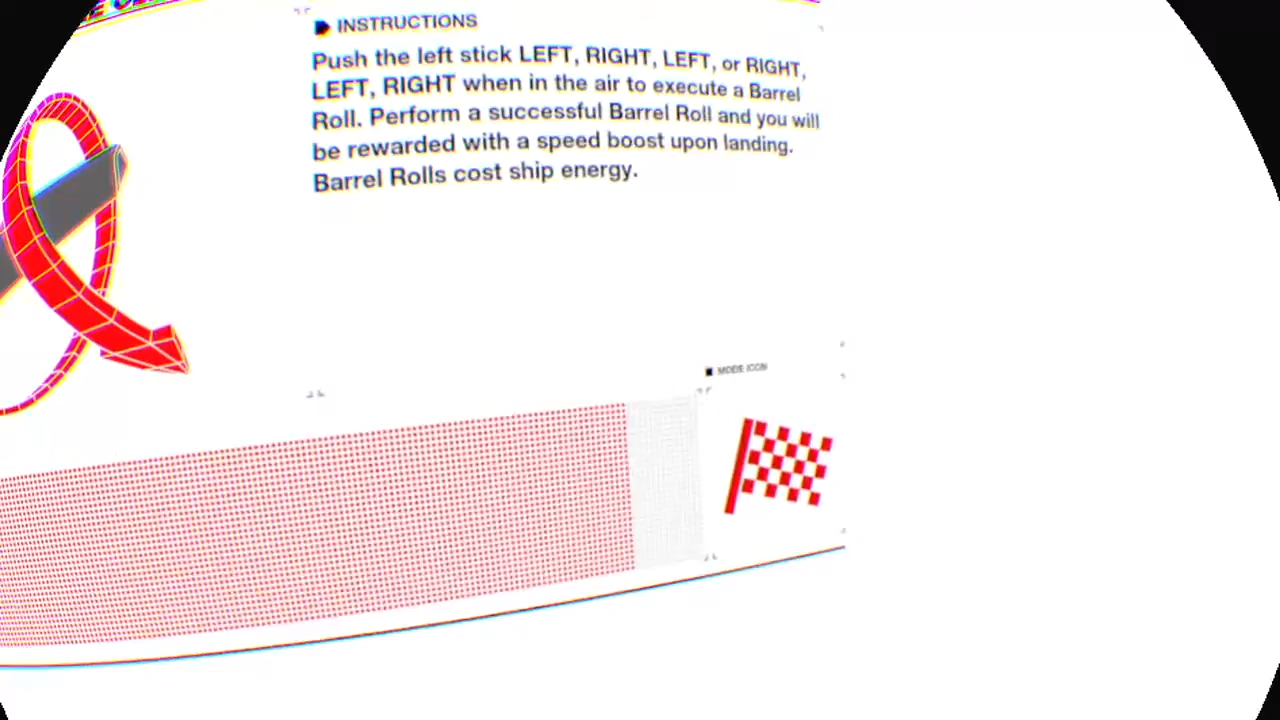 INSTRUCTIONS
Push the left stick LEFT, RIGHT, LEFT, or RIGHT,
LEFT, RIGHT when in the air to execute a Barrel
Roll. Perform a successful Barrel Roll and you will
be rewarded with a speed boost upon landing.
Barrel Rolls cost ship energy.
MODE ICON